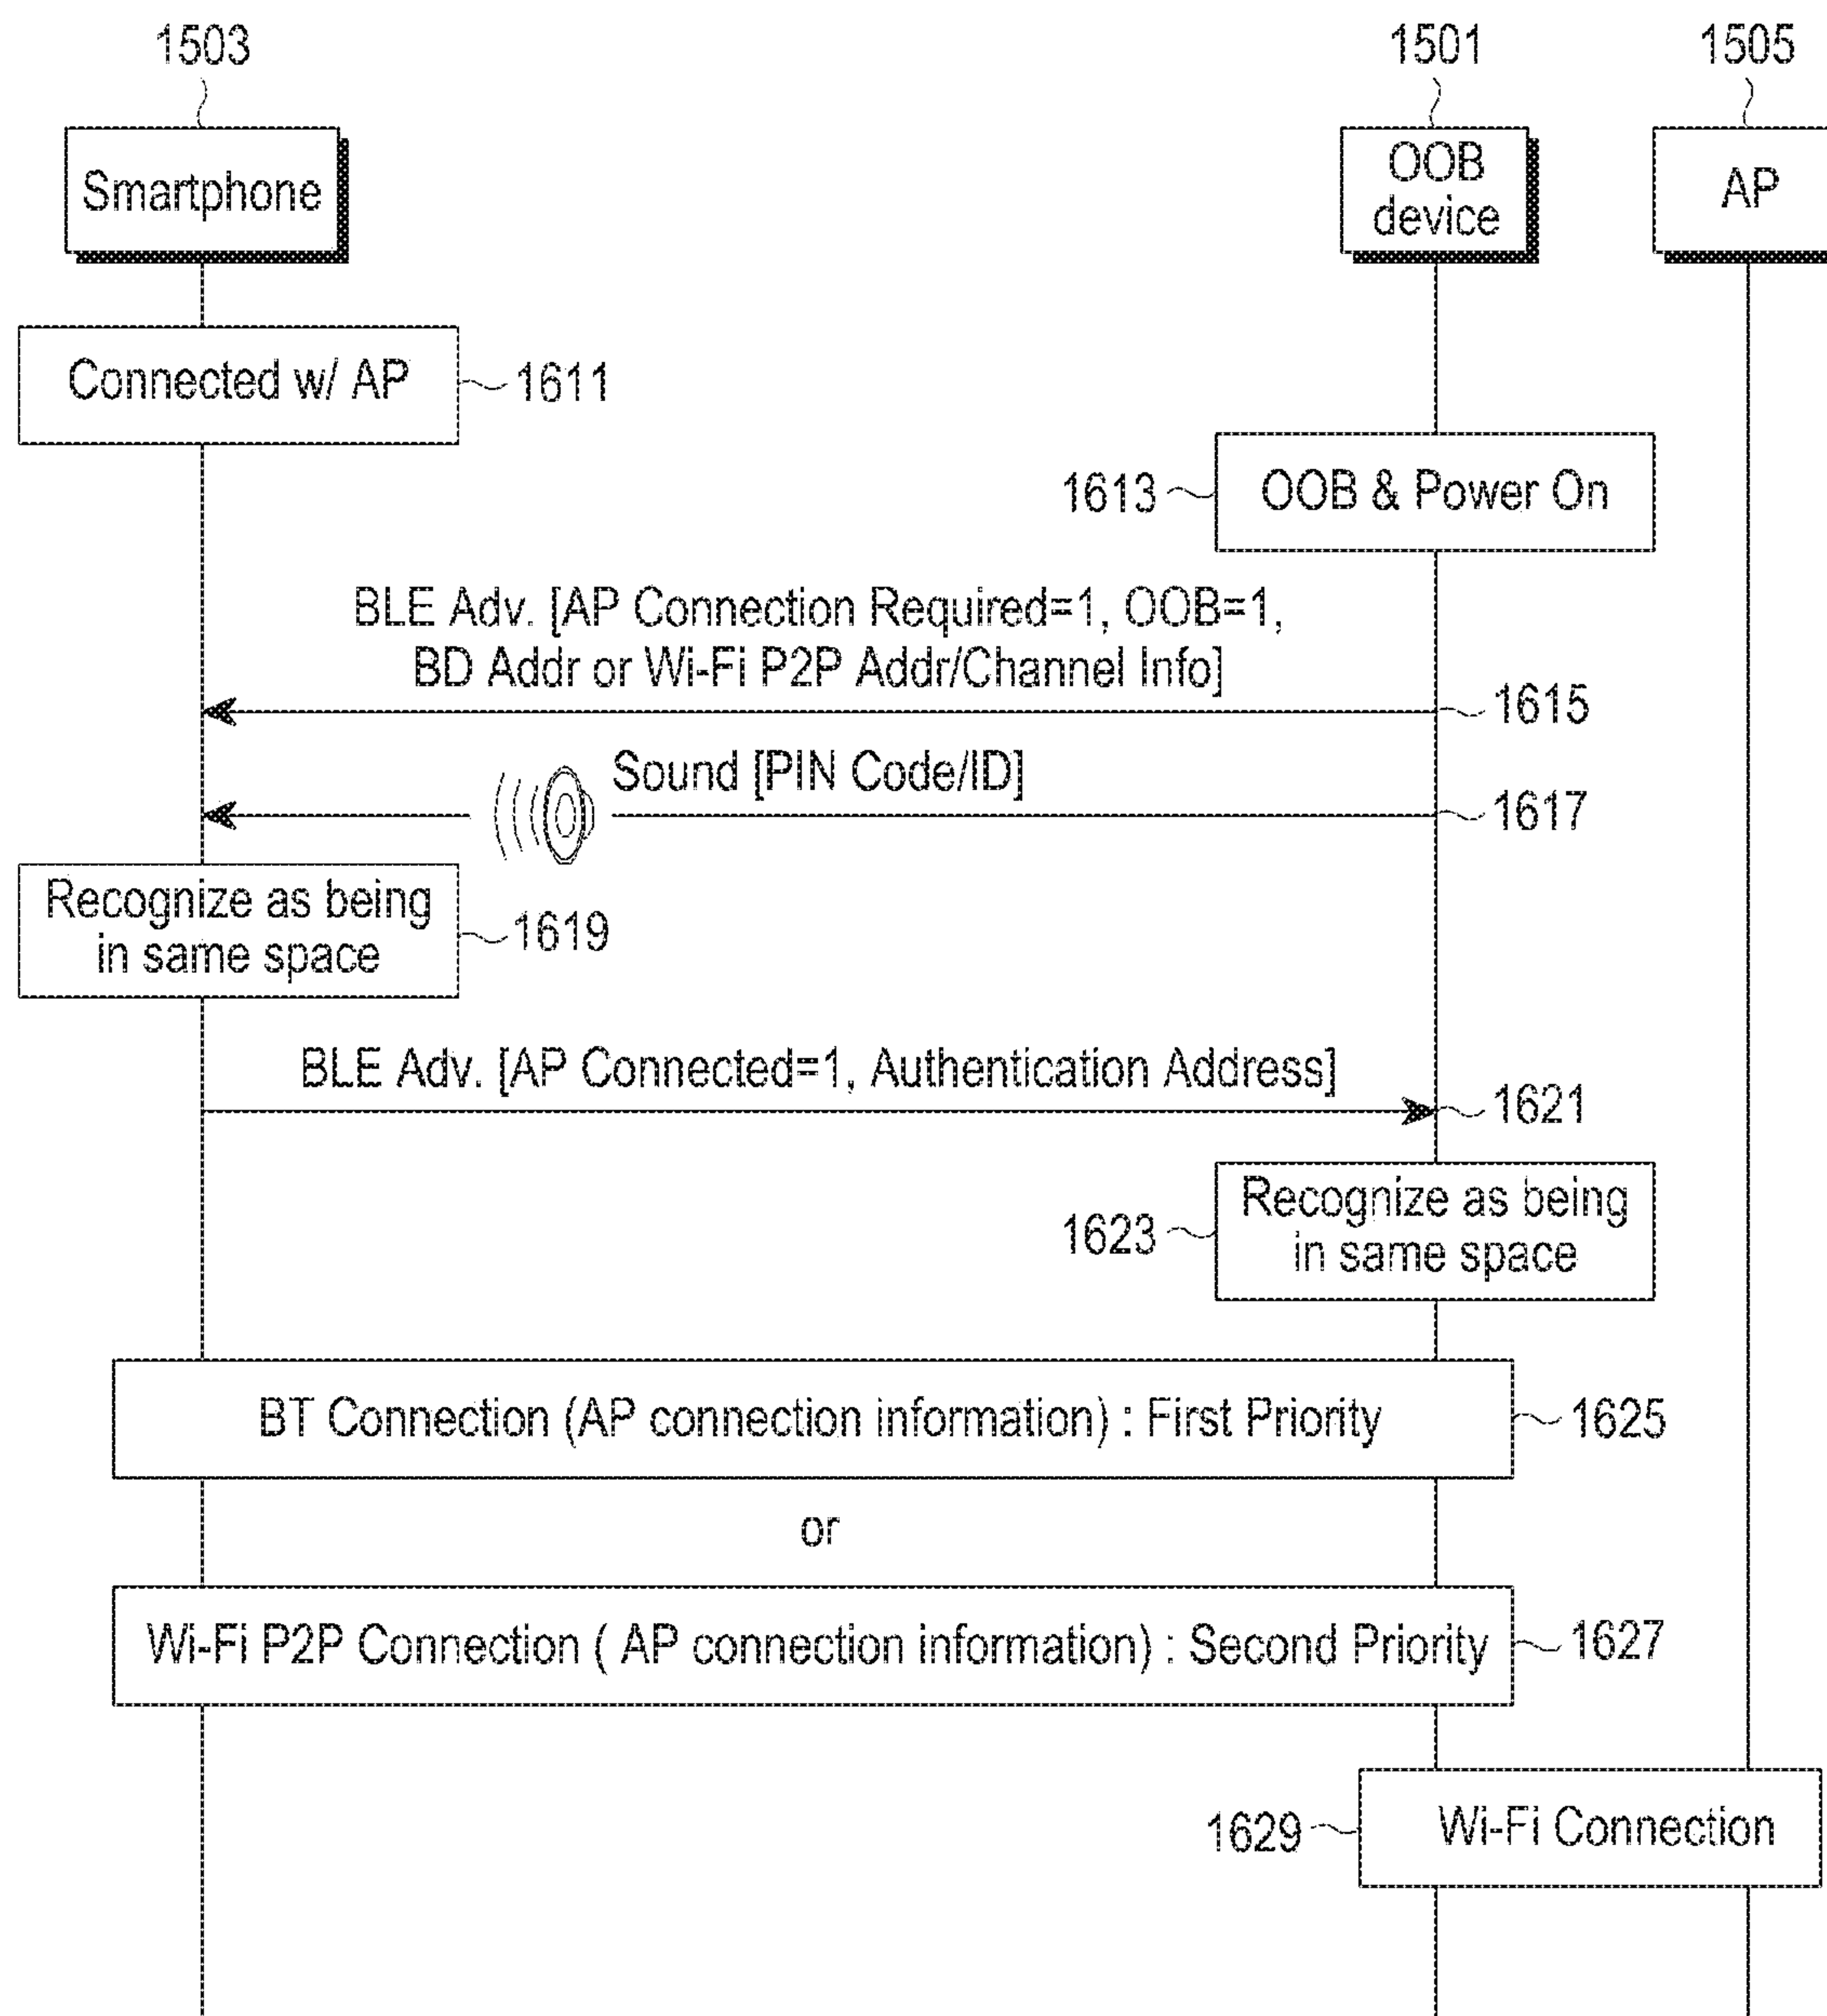 1503
1501
1505
Smartphone
OOB
device
AP
Connected w/ AP
1611
1613
OOB & Power On
BLE Adv. [AP Connection Required=1, OOB=1,
BD Addr or Wi-Fi P2P Addr/Channel Info]
1615
Sound [PIN Code/ID]
1617
Recognize as being
in same space
1619
BLE Adv. [AP Connected=1, Authentication Address]
1621
Recognize as being
in same space
1623
BT Connection (AP connection information) : First Priority
1625
or
Wi-Fi P2P Connection ( AP connection information) : Second Priority
1627
1629
Wi-Fi Connection